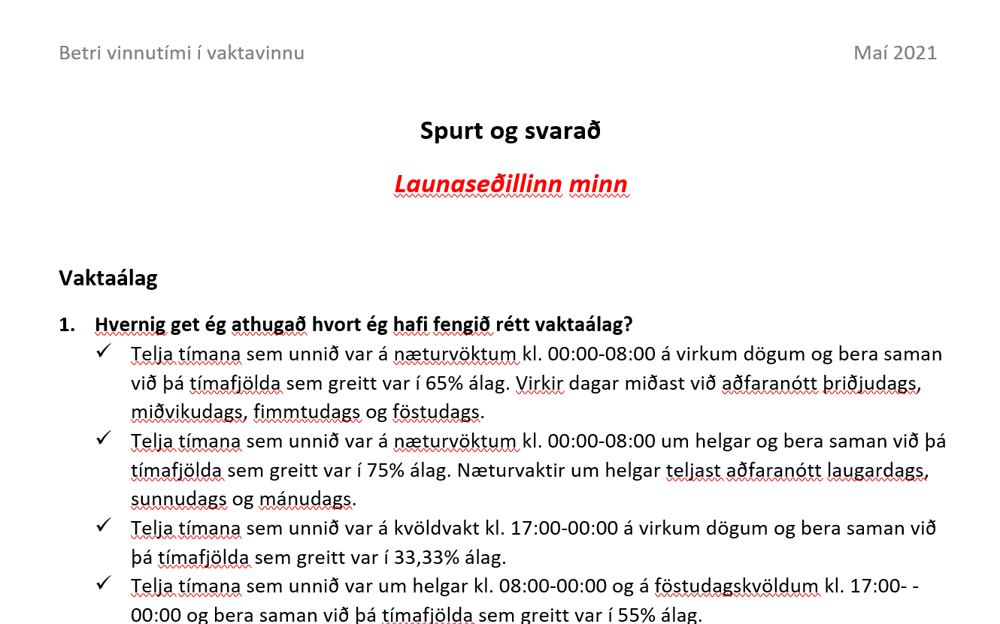 Betri vinnutími í vaktavinnu Maí 2021
Spurt og svarað
Launaseðillinn minn
Vaktaálag
1. Hvernig get ég athugað hvort ég hafi fengið rétt vaktaálag?
✓ Telja tímana sem unnið var á næturvöktum kl. 00:00-08:00 á virkum dögum og bera saman
við þá tímafjölda sem greitt var í 65% álag. Virkir dagar miðast við aðfaranótt þriðjudags,
miðvikudags, fimmtudags og föstudags.
✓ Telja tímana sem unnið var á næturvöktum kl. 00:00-08:00 um helgar og bera saman við þá
tímafjölda sem greitt var í 75% álag. Næturvaktir um helgar teljast aðfaranótt laugardags,
sunnudags og mánudags.
✓ Telja tímana sem unnið var á kvöldvakt kl. 17:00-00:00 á virkum dögum og bera saman við
þá tímafjölda sem greitt var í 33,33% álag.
✓ Telja tímana sem unnið var um helgar kl. 08:00-00:00 og á föstudagskvöldum kl. 17:00- -
00:00 og bera saman við þá tímafjölda sem greitt var í 55% álag.